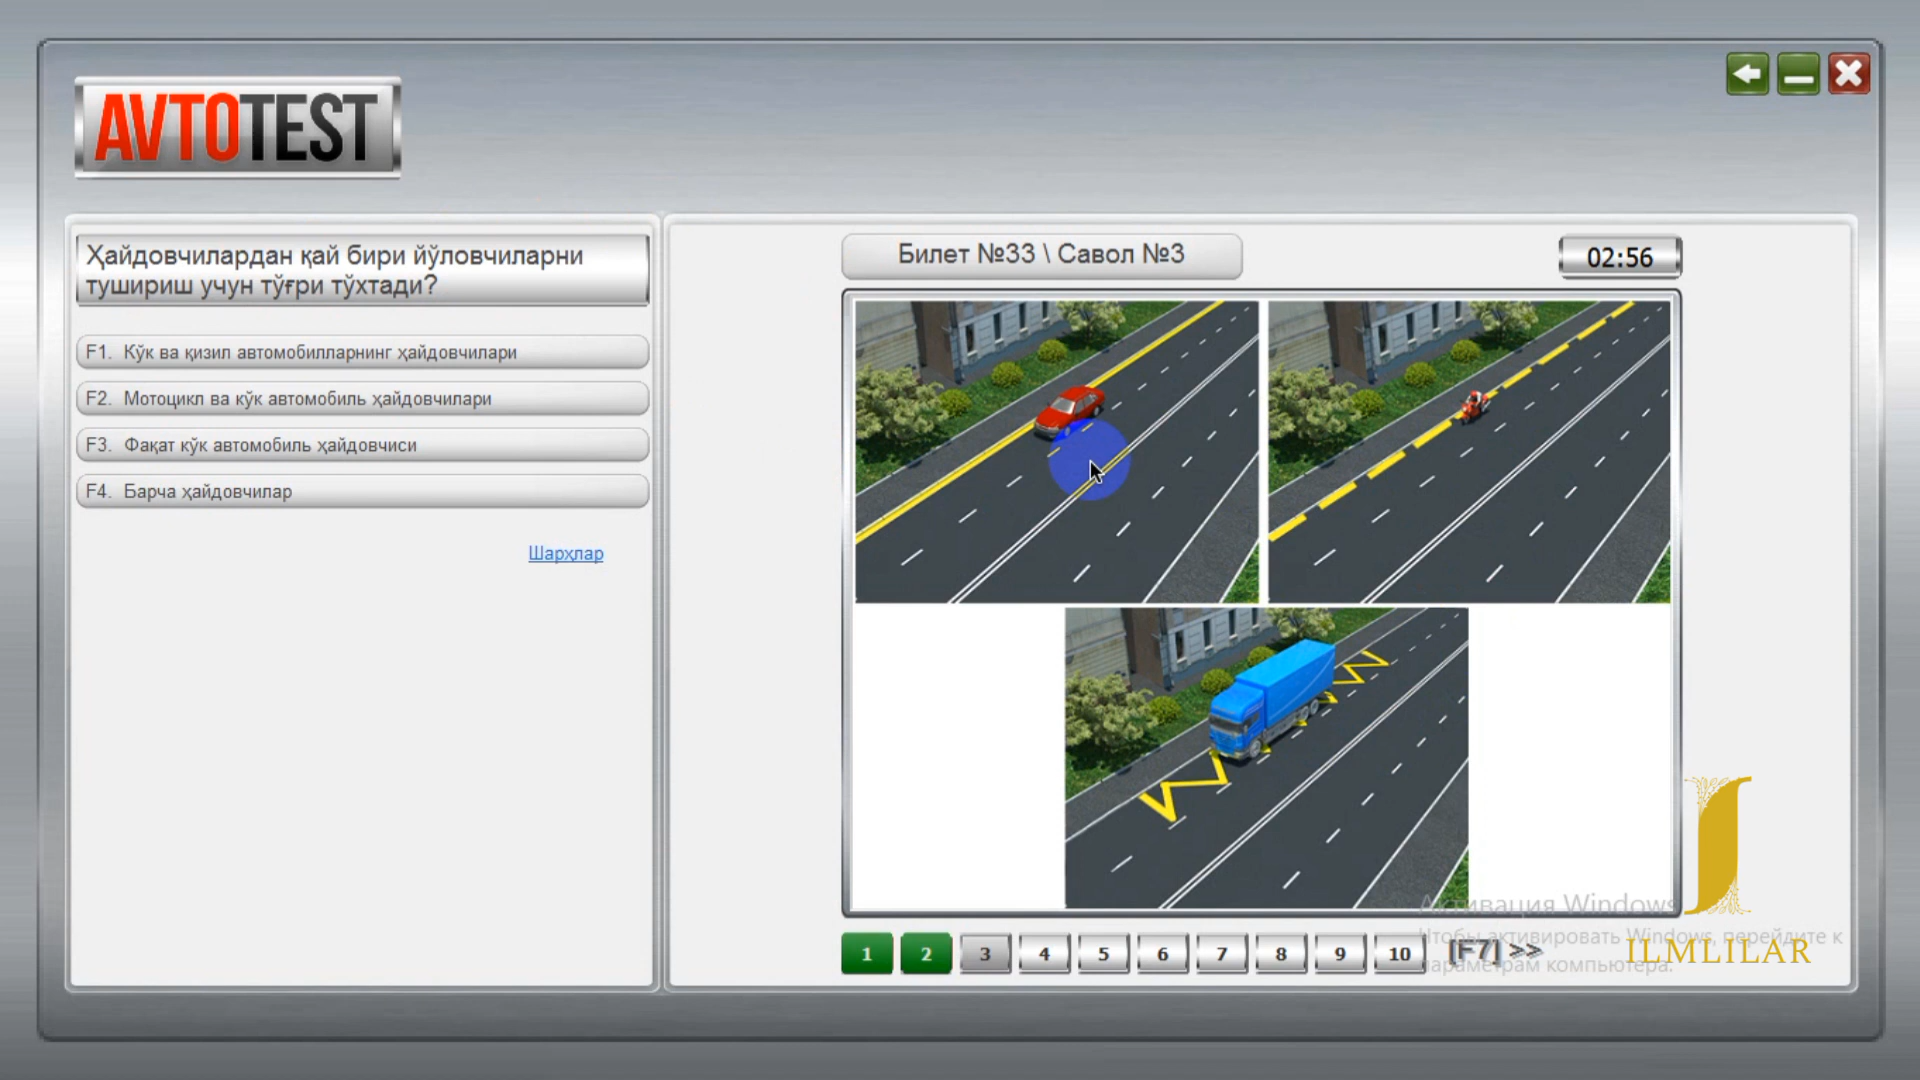 AVTOTEST
Ҳайдовчилардан қай бири йўловчиларни
тушириш учун тўғри тўхтади?
F1. Кўк ва қизил автомобилларнинг ҳайдовчилари
F2. Мотоцикл ва кўк автомобиль ҳайдовчилари
F3. Фақат кўк автомобиль ҳайдовчиси
F4. Барча ҳайдовчилар
Шарҳлар
Билет №33 \ Савол №3
02:56
1 2 3 4 5 6 7 8 9 10 [F7] >>
Активация Windows
Чтобы активировать Windows, перейдите к
параметрам компьютера.
ILMLILAR